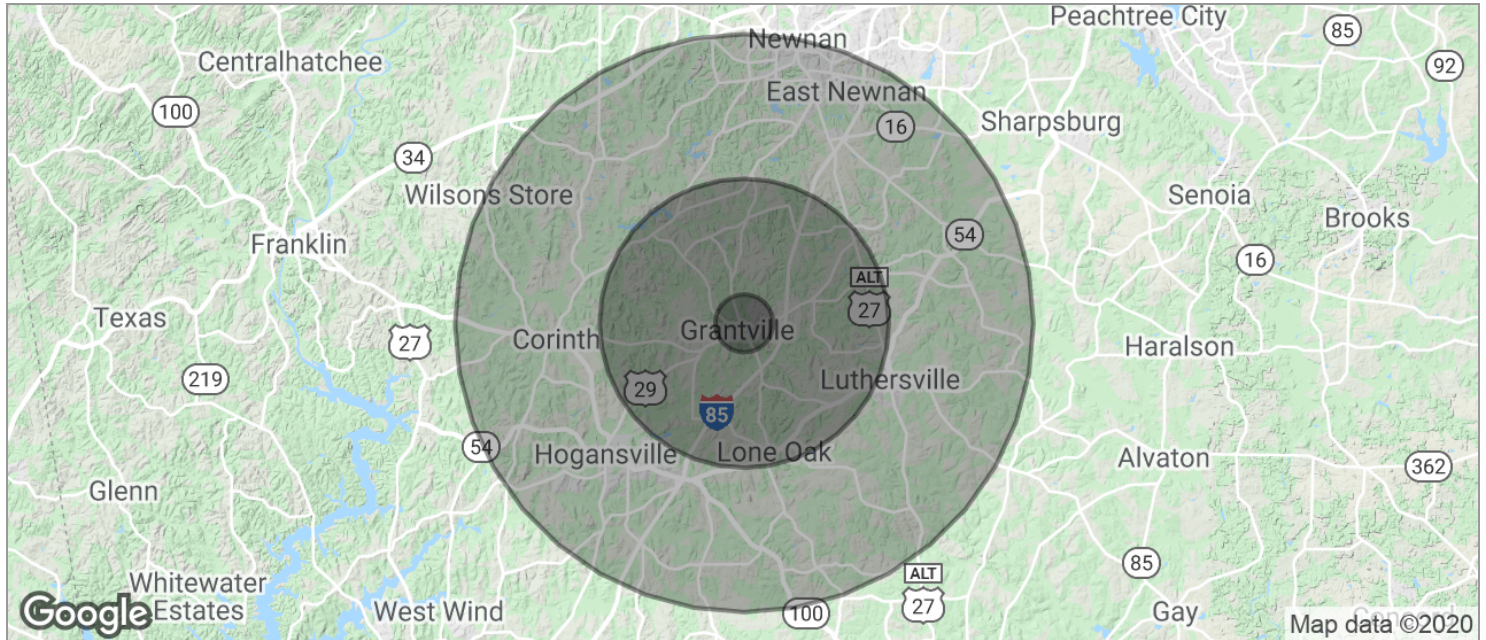 Peachtree City
85
Newnan
Centralhatchee
92
East Newnan
100
16
Sharpsburg
34
Wilsons Store
Senoia
Brooks
54
Franklin
16
ALT
27
Texas
Grantville
27
Corinth
Haralson
219
Luthersville
29
85
54
Hogansville
Lone Oak
Alvaton
362
Glenn
85
ALT
27
Whitewater
Estates
West Wind
100
Gay
Concord
Google
Map data ©2020